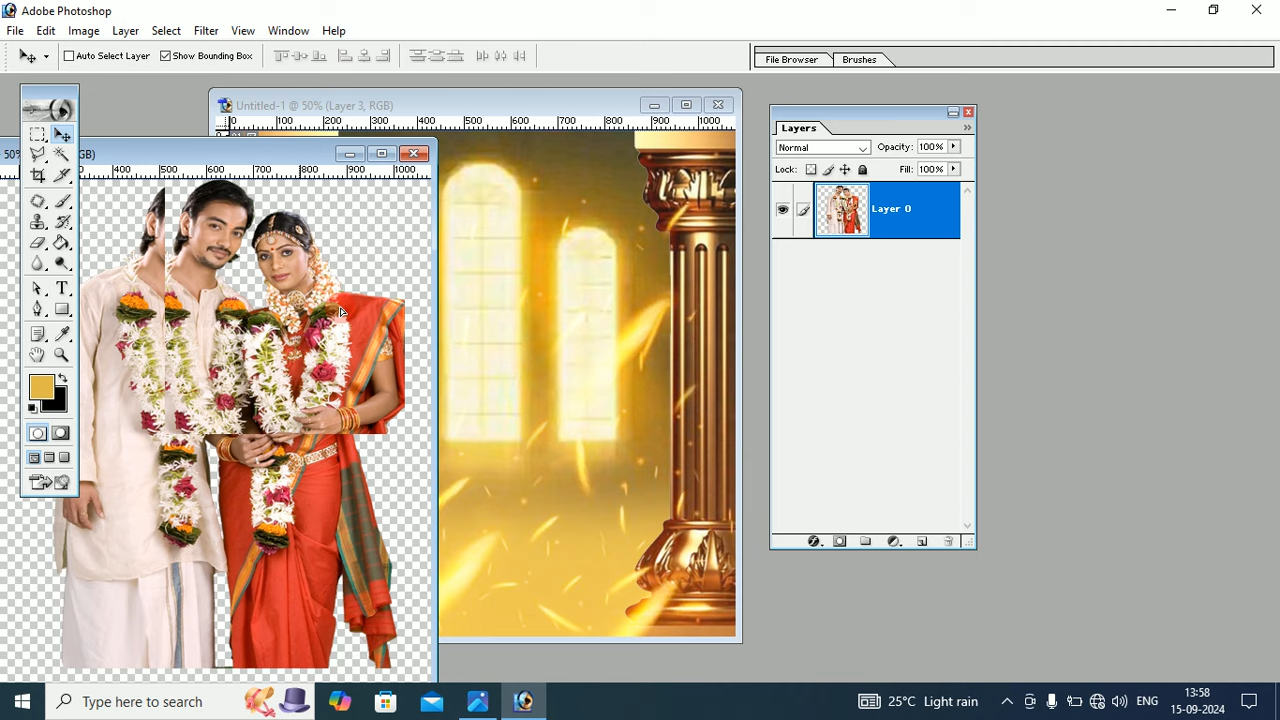 Adobe Photoshop
File Edit Image Layer Select Filter View Window Help
Auto Select Layer Show Bounding Box
File Browser Brushes
Untitled-1 @ 50% (Layer 3, RGB)
0 100 200 300 400 500 600 700 800 900 1000
50% GB)
400 500 600 700 800 900 1000
Layers
Normal Opacity: 100%
Lock: Fill: 100%
Layer 0
T
Type here to search
25°C Light rain
ENG
13:58
15-09-2024